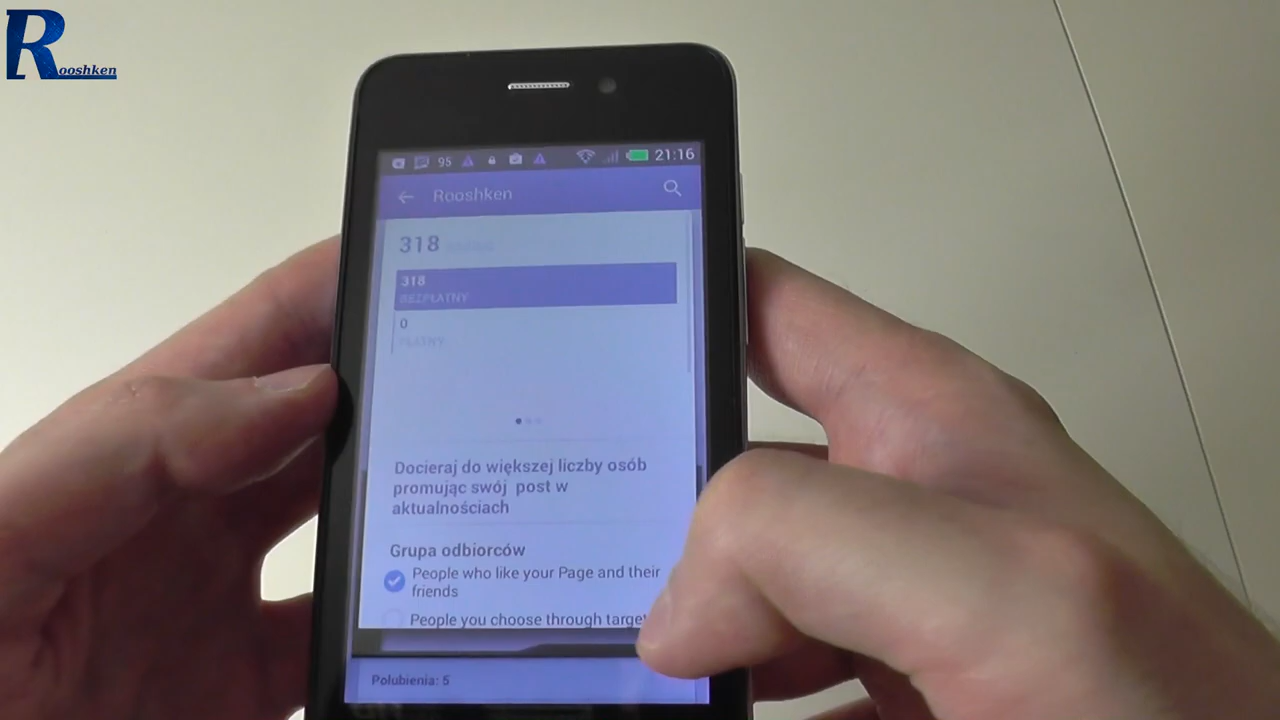 Rooshken
95
21:16
Rooshken
318
318
BEZPŁATNY
0
PŁATNY
Docieraj do większej liczby osób
promując swój post w
aktualnościach
Grupa odbiorców
People who like your Page and their
friends
People you choose through
Polubienia: 5